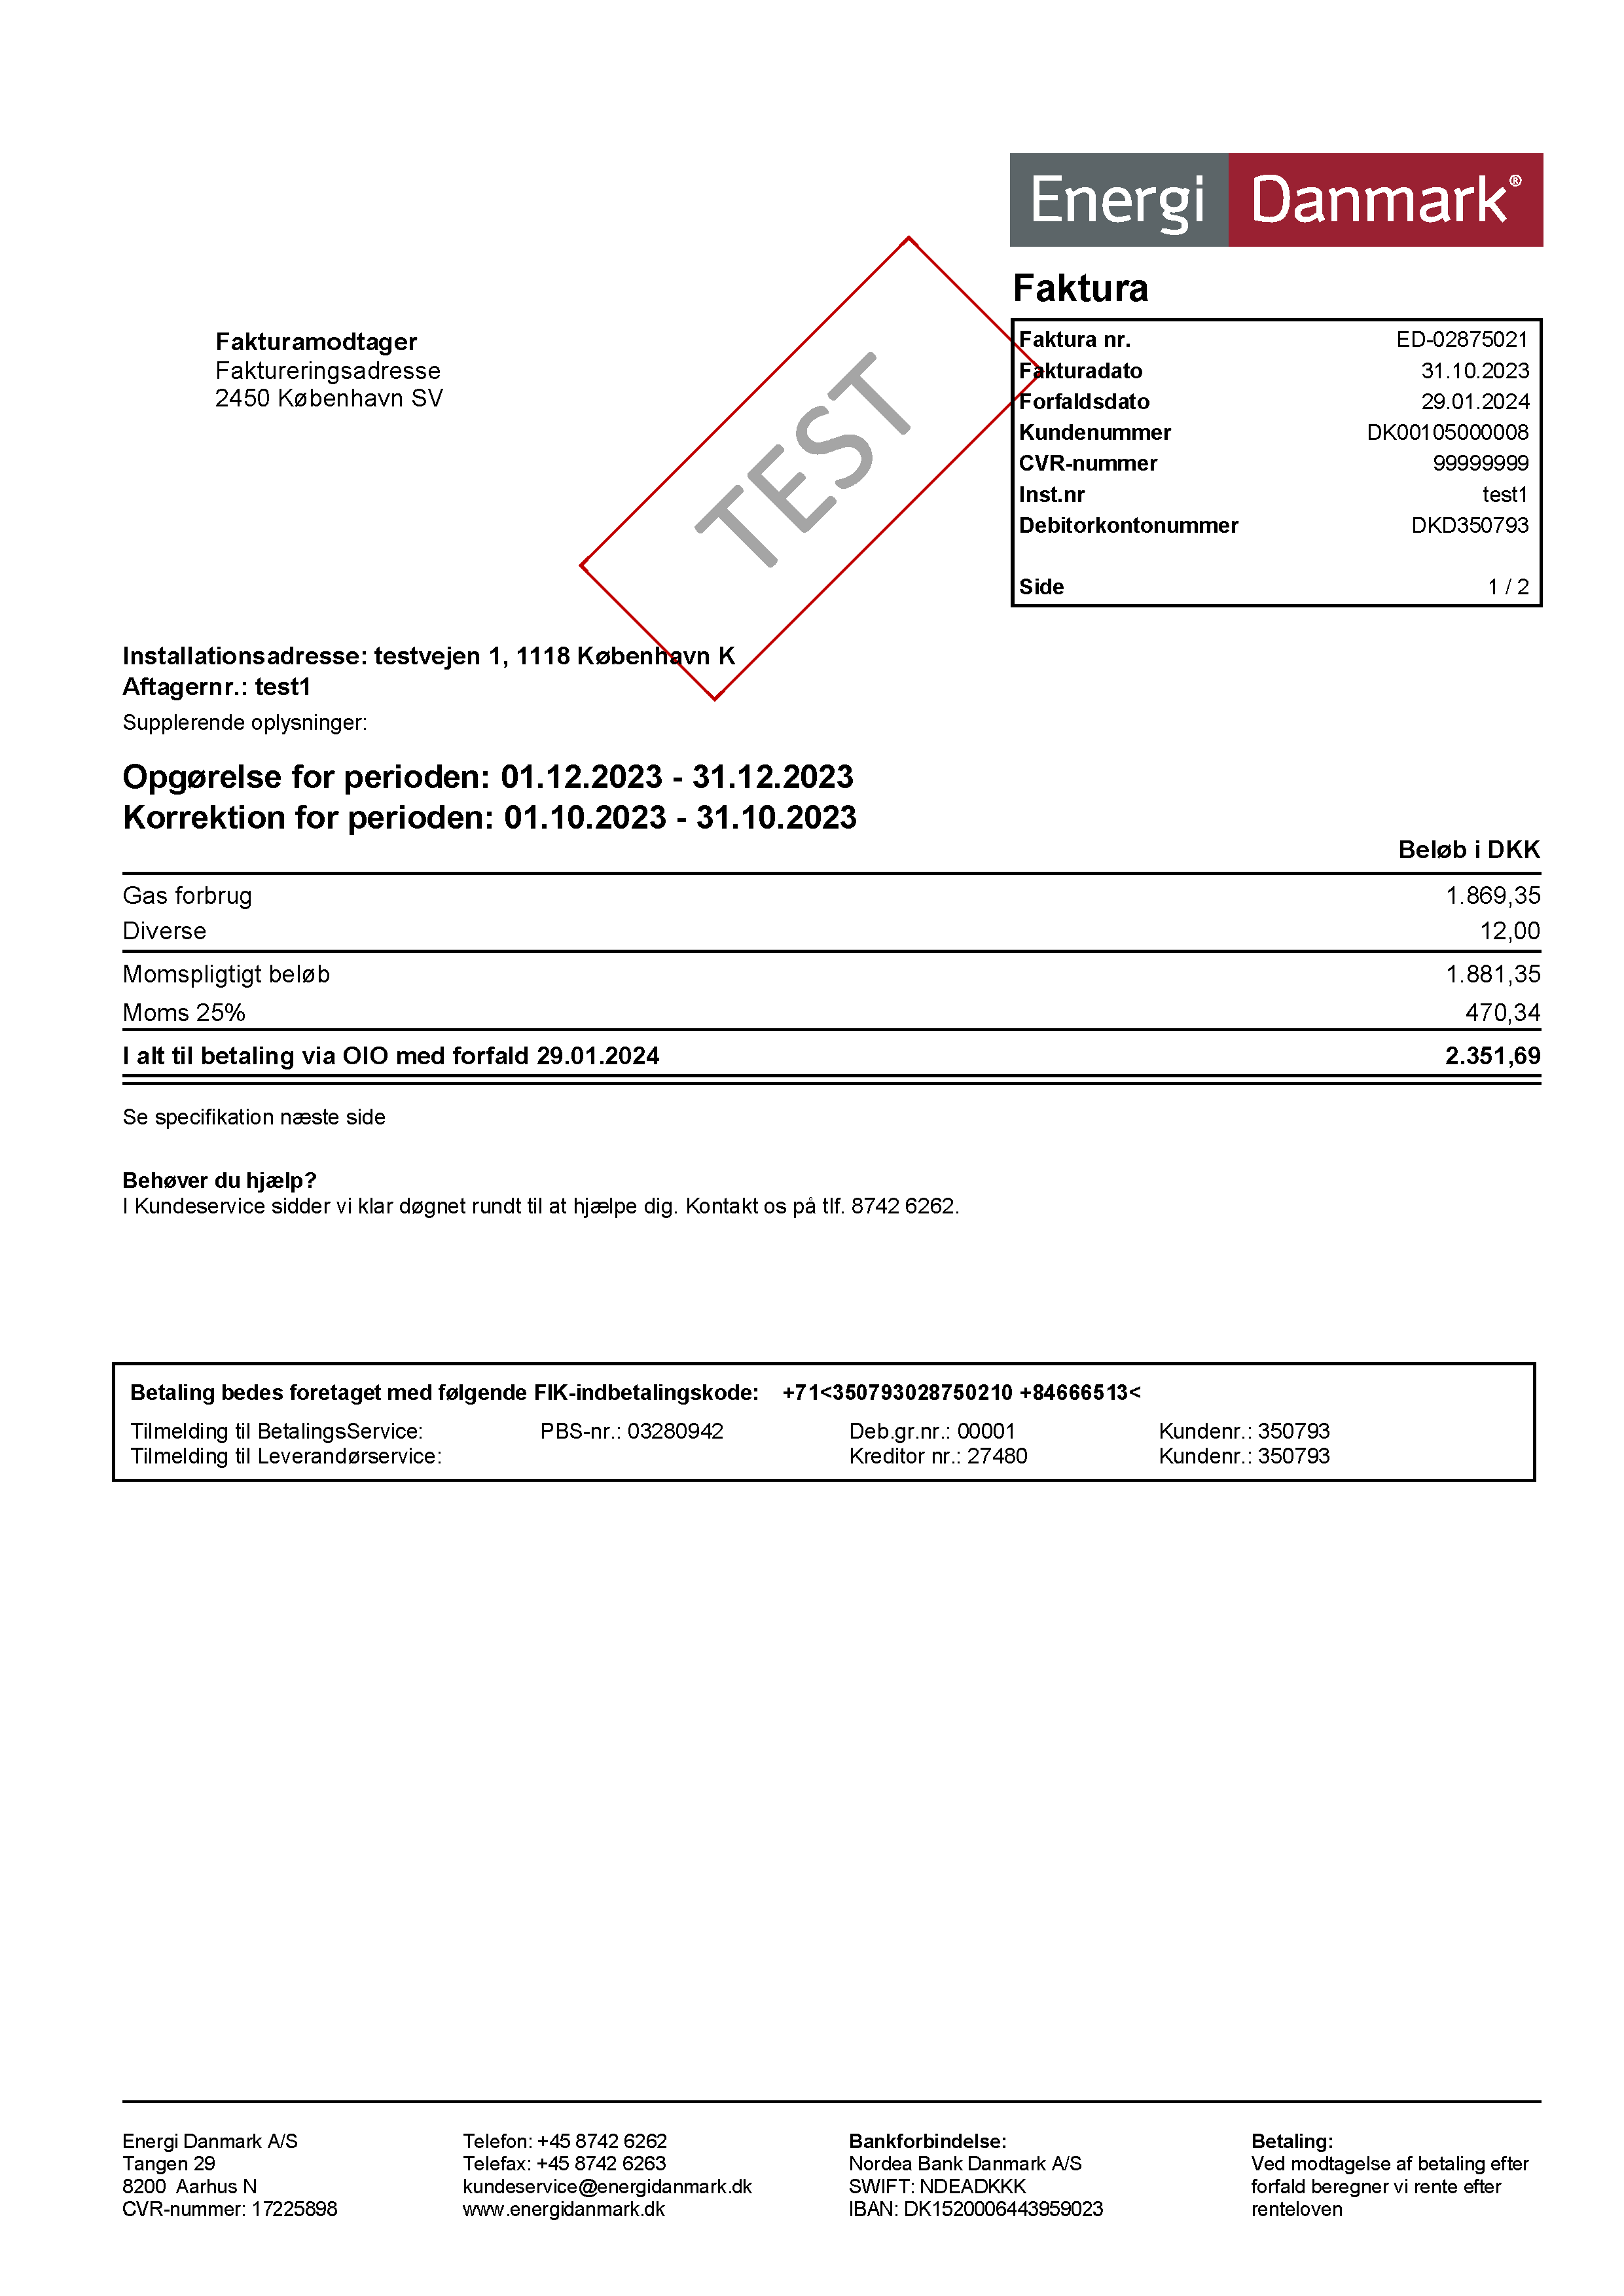 Energi Danmark®
Faktura
Fakturamodtager
Faktureringsadresse
2450 København SV
TEST
Faktura nr. ED-02875021
Fakturadato 31.10.2023
Forfaldsdato 29.01.2024
Kundenummer DK00105000008
CVR-nummer 99999999
Inst.nr test1
Debitorkontonummer DKD350793
Side 1 / 2
Installationsadresse: testvejen 1, 1118 København K
Aftagernr.: test1
Supplerende oplysninger:
Opgørelse for perioden: 01.12.2023 - 31.12.2023
Korrektion for perioden: 01.10.2023 - 31.10.2023
Beløb i DKK
Gas forbrug 1.869,35
Diverse 12,00
Momspligtigt beløb 1.881,35
Moms 25% 470,34
I alt til betaling via OIO med forfald 29.01.2024 2.351,69
Se specifikation næste side
Behøver du hjælp?
I Kundeservice sidder vi klar døgnet rundt til at hjælpe dig. Kontakt os på tlf. 8742 6262.
Betaling bedes foretaget med følgende FIK-indbetalingskode: +71<350793028750210 +84666513<
Tilmelding til BetalingsService: PBS-nr.: 03280942 Deb.gr.nr.: 00001 Kundenr.: 350793
Tilmelding til Leverandørservice: Kreditor nr.: 27480 Kundenr.: 350793
Energi Danmark A/S
Tangen 29
8200 Aarhus N
CVR-nummer: 17225898
Telefon: +45 8742 6262
Telefax: +45 8742 6263
kundeservice@energidanmark.dk
www.energidanmark.dk
Bankforbindelse:
Nordea Bank Danmark A/S
SWIFT: NDEADKKK
IBAN: DK1520006443959023
Betaling:
Ved modtagelse af betaling efter
forfald beregner vi rente efter
renteloven